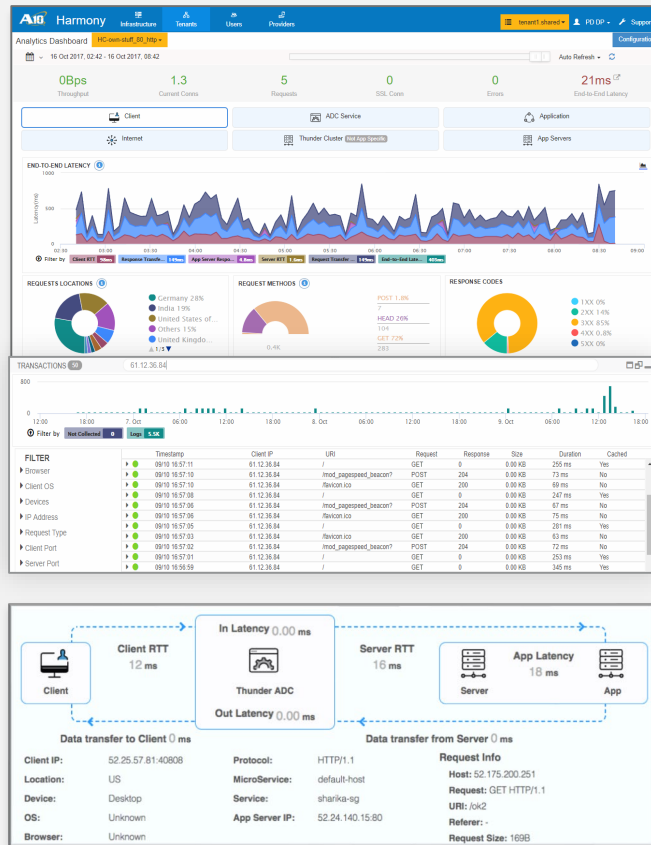 A10 Harmony Infrastructure Tenants Users Providers tenant1.shared PD DP Support
Analytics Dashboard HC-own-stuff_80_http Configuratio
16 Oct 2017, 02:42 - 16 Oct 2017, 08:42 Auto Refresh
0Bps 1.3 5 0 0 21ms
Throughput Current Conns Requests SSL Conn Errors End-to-End Latency
Client ADC Service Application
Internet Thunder Cluster Not App Specific App Servers
END-TO-END LATENCY
1000
Latency(ms)
500
0
02:30 03:00 03:30 04:00 04:30 05:00 05:30 06:00 06:30 07:00 07:30 08:00 08:30 09:00
Filter by Client RTT 98ms Response Transfe... 149ms App Server Respo... 4.8ms Server RTT 1.5ms Request Transfe... 149ms End-to-End Late... 405ms
REQUESTS LOCATIONS REQUEST METHODS RESPONSE CODES
Germany 28%
India 19%
United States of...
Others 15%
United Kingdo...
1/3
POST 1.8%
7
HEAD 26%
104
GET 72%
283
0.4K
1XX 0%
2XX 14%
3XX 85%
4XX 0.8%
5XX 0%
TRANSACTIONS 50 61.12.36.84
800
0
12:00 18:00 7. Oct 06:00 12:00 18:00 8. Oct 06:00 12:00 18:00 9. Oct 06:00 12:00 18:00
Filter by Not Collected 0 Logs 5.5K
FILTER
Browser
Client OS
Devices
IP Address
Request Type
Client Port
Server Port
Timestamp Client IP URI Request Response Size Duration Cached
09/10 16:57:11 61.12.36.84 / GET 0 0.00 KB 255 ms Yes
09/10 16:57:10 61.12.36.84 /mod_pagespeed_beacon? POST 204 0.00 KB 73 ms No
09/10 16:57:10 61.12.36.84 /favicon.ico GET 200 0.00 KB 69 ms No
09/10 16:57:08 61.12.36.84 / GET 0 0.00 KB 247 ms Yes
09/10 16:57:06 61.12.36.84 /mod_pagespeed_beacon? POST 204 0.00 KB 67 ms No
09/10 16:57:06 61.12.36.84 /favicon.ico GET 200 0.00 KB 75 ms No
09/10 16:57:05 61.12.36.84 / GET 0 0.00 KB 281 ms Yes
09/10 16:57:03 61.12.36.84 /favicon.ico GET 200 0.00 KB 63 ms No
09/10 16:57:02 61.12.36.84 /mod_pagespeed_beacon? POST 204 0.00 KB 72 ms No
09/10 16:57:01 61.12.36.84 / GET 0 0.00 KB 253 ms Yes
09/10 16:56:59 61.12.36.84 / GET 0 0.00 KB 345 ms Yes
In Latency 0.00 ms
Client RTT
12 ms
Server RTT
16 ms
App Latency
18 ms
Client Thunder ADC Server App
Out Latency 0.00 ms
Data transfer to Client 0 ms Data transfer from Server 0 ms
Client IP: 52.25.57.81:40808
Location: US
Device: Desktop
OS: Unknown
Browser: Unknown
Protocol: HTTP/1.1
MicroService: default-host
Service: sharika-sg
App Server IP: 52.24.140.15:80
Request Info
Host: 52.175.200.251
Request: GET HTTP/1.1
URI: /ok2
Referer: -
Request Size: 169B